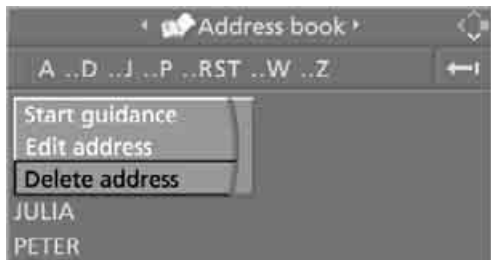 Address book
A ..D ..J ..P ..RST ..W ..Z
Start guidance
Edit address
Delete address
JULIA
PETER